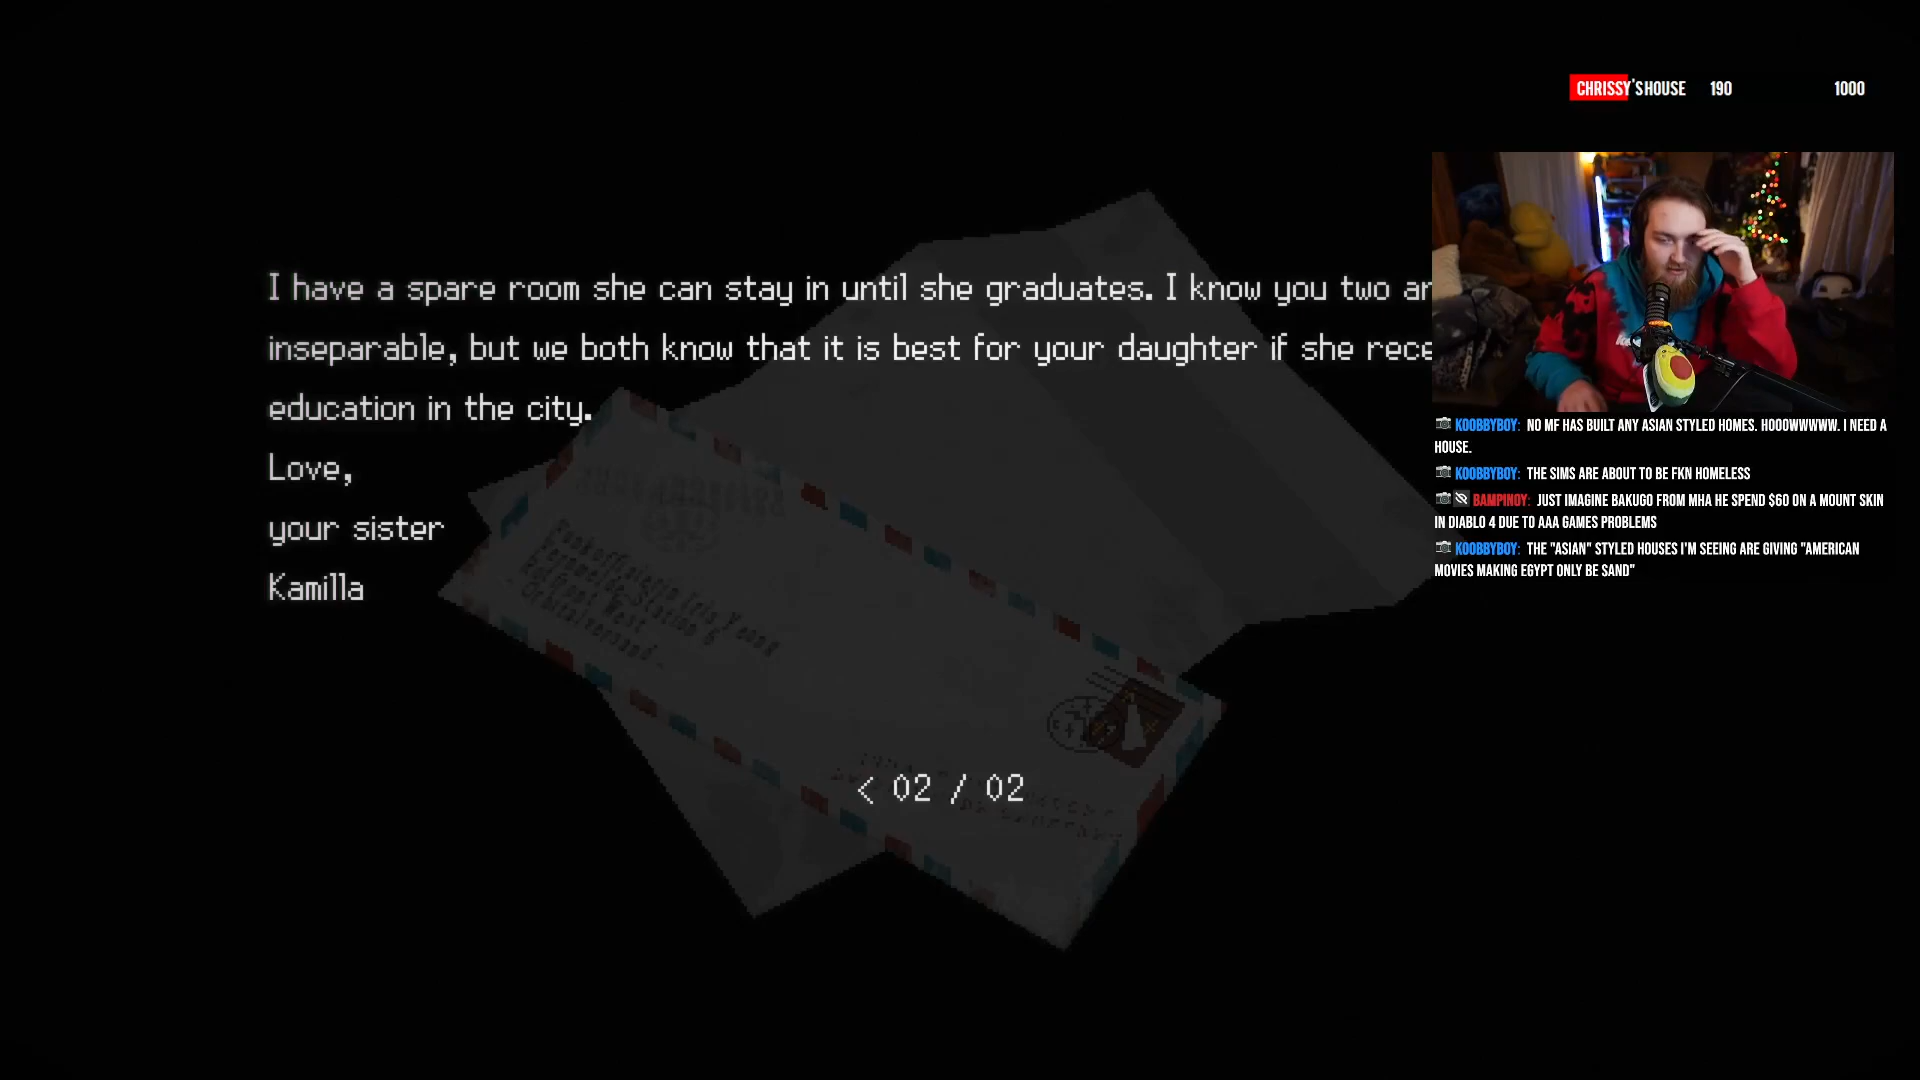 CHRISSY'S HOUSE 190 1000
I have a spare room she can stay in until she graduates. I know you two ar
inseparable, but we both know that it is best for your daughter if she rece
education in the city.
Love,
your sister
Kamilla
< 02 / 02
KOOBBYBOY: NO MF HAS BUILT ANY ASIAN STYLED HOMES. HOOOWWWWW. I NEED A
HOUSE.
KOOBBYBOY: THE SIMS ARE ABOUT TO BE FKN HOMELESS
BAMPINOY: JUST IMAGINE BAKUGO FROM MHA HE SPEND $60 ON A MOUNT SKIN
IN DIABLO 4 DUE TO AAA GAMES PROBLEMS
KOOBBYBOY: THE "ASIAN" STYLED HOUSES I'M SEEING ARE GIVING "AMERICAN
MOVIES MAKING EGYPT ONLY BE SAND"